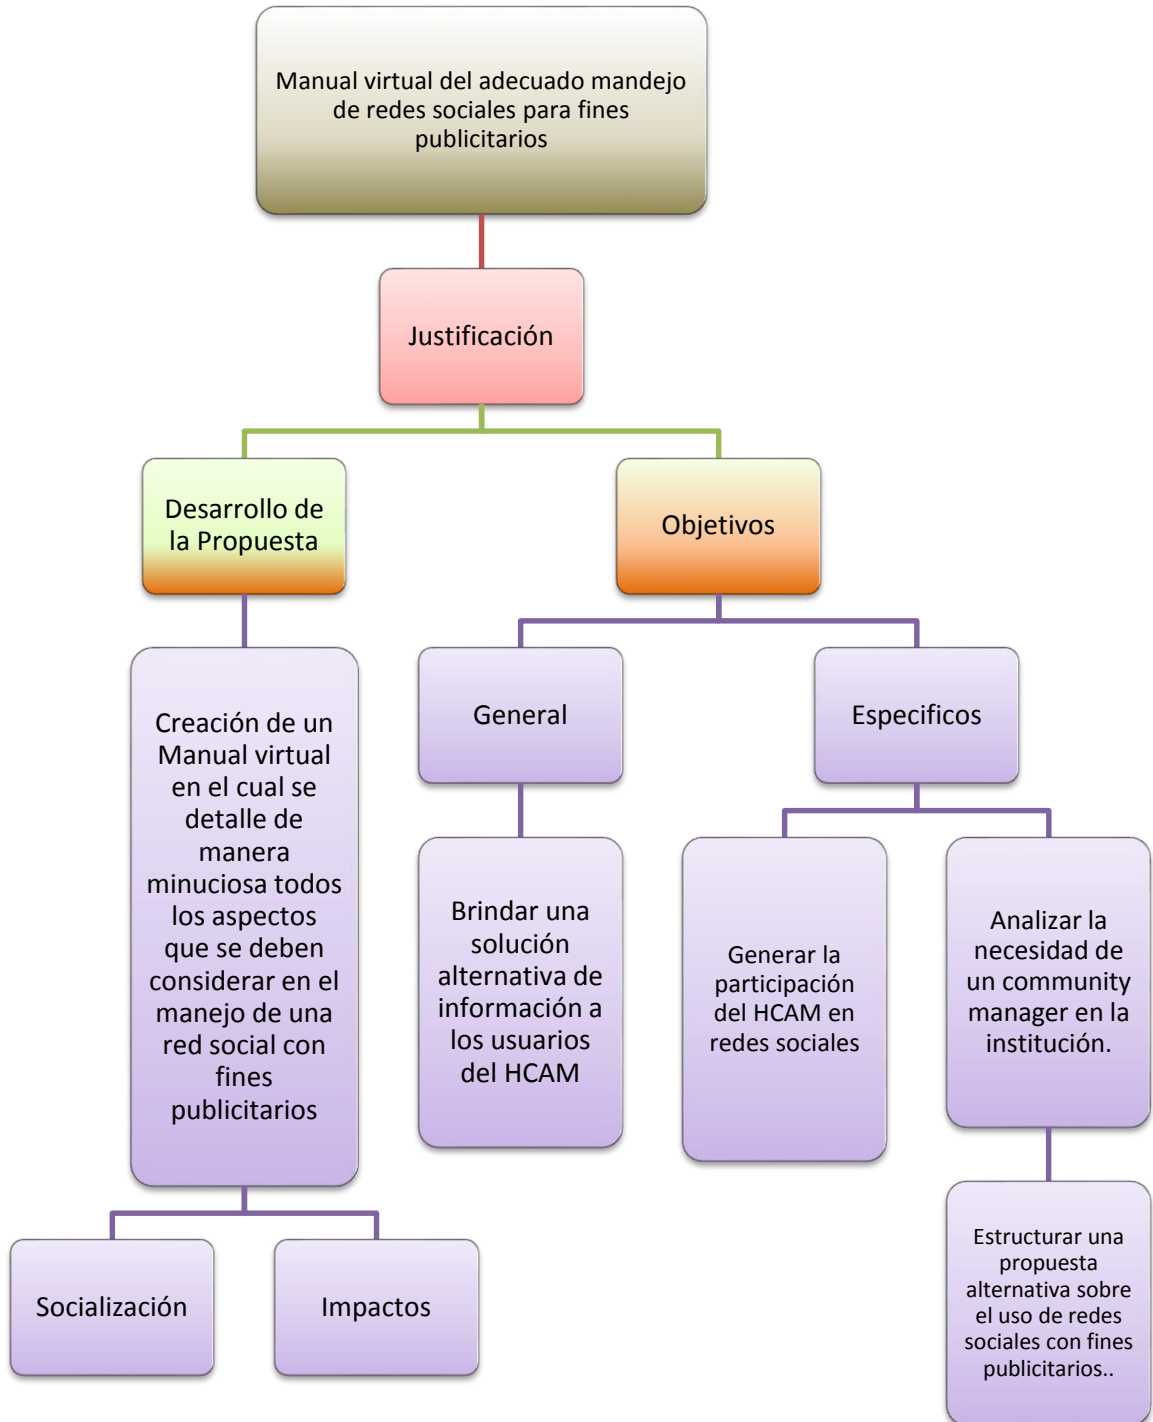 Manual virtual del adecuado mandejo
de redes sociales para fines
publicitarios
Justificación
Desarrollo de
la Propuesta
Objetivos
Creación de un
Manual virtual
en el cual se
detalle de
manera
minuciosa todos
los aspectos
que se deben
considerar en el
manejo de una
red social con
fines
publicitarios
General
Especificos
Brindar una
solución
alternativa de
información a
los usuarios
del HCAM
Generar la
participación
del HCAM en
redes sociales
Analizar la
necesidad de
un community
manager en la
institución.
Socialización
Impactos
Estructurar una
propuesta
alternativa sobre
el uso de redes
sociales con fines
publicitarios..